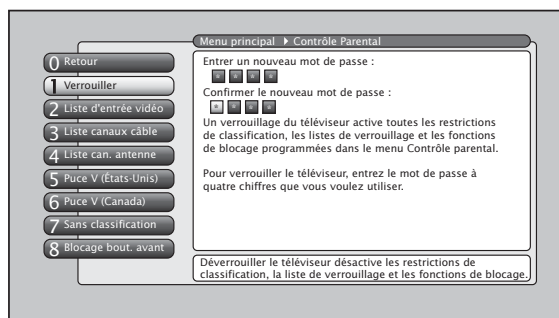 Menu principal ▶ Contrôle Parental
0 Retour
1 Verrouiller
2 Liste d'entrée vidéo
3 Liste canaux câble
4 Liste can. antenne
5 Puce V (États-Unis)
6 Puce V (Canada)
7 Sans classification
8 Blocage bout. avant
Entrer un nouveau mot de passe :
* * * *
Confirmer le nouveau mot de passe :
* * * *
Un verrouillage du téléviseur active toutes les restrictions
de classification, les listes de verrouillage et les fonctions
de blocage programmées dans le menu Contrôle parental.
Pour verrouiller le téléviseur, entrez le mot de passe à
quatre chiffres que vous voulez utiliser.
Déverrouiller le téléviseur désactive les restrictions de
classification, la liste de verrouillage et les fonctions de blocage.